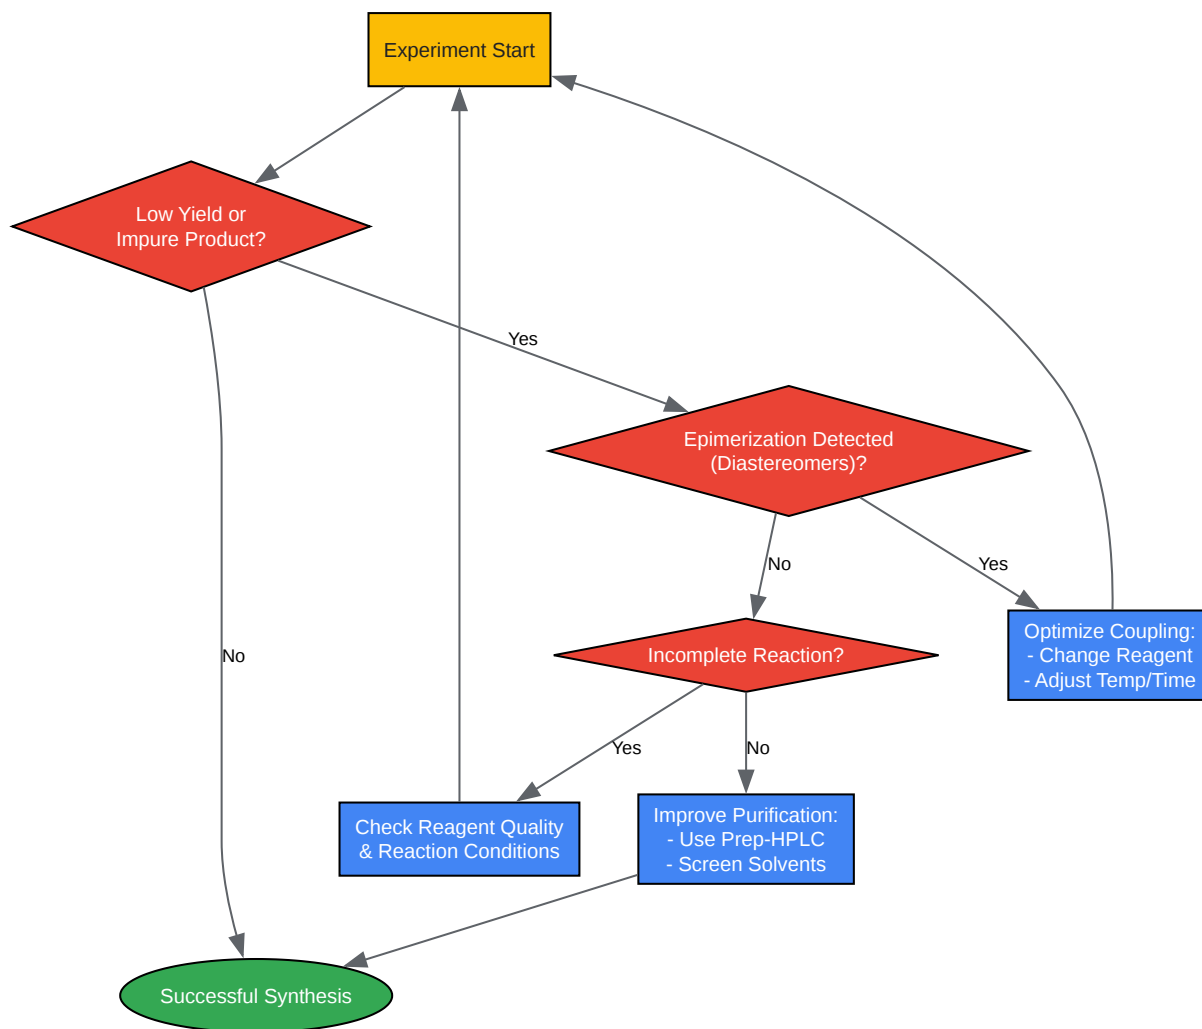 Experiment Start
Low Yield or
Impure Product?
Yes
Epimerization Detected
(Diastereomers)?
No
Yes
Optimize Coupling:
- Change Reagent
- Adjust Temp/Time
No
Incomplete Reaction?
Yes
No
Check Reagent Quality
& Reaction Conditions
Improve Purification:
- Use Prep-HPLC
- Screen Solvents
Successful Synthesis